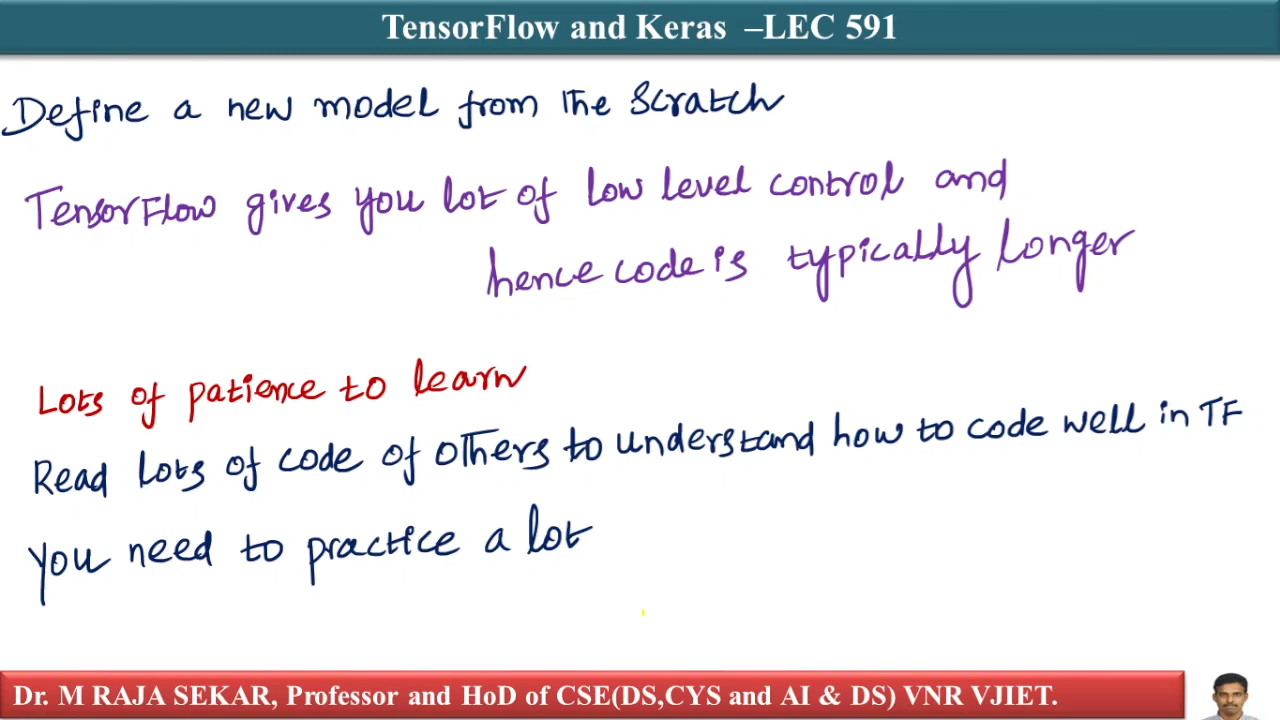 TensorFlow and Keras –LEC 591
Define a new model from the Scratch
TensorFlow gives you lot of low level control and
hence code is typically longer
Lots of patience to learn
Read lots of code of others to understand how to code well in TF
You need to practice a lot
Dr. M RAJA SEKAR, Professor and HoD of CSE(DS,CYS and AI & DS) VNR VJIET.